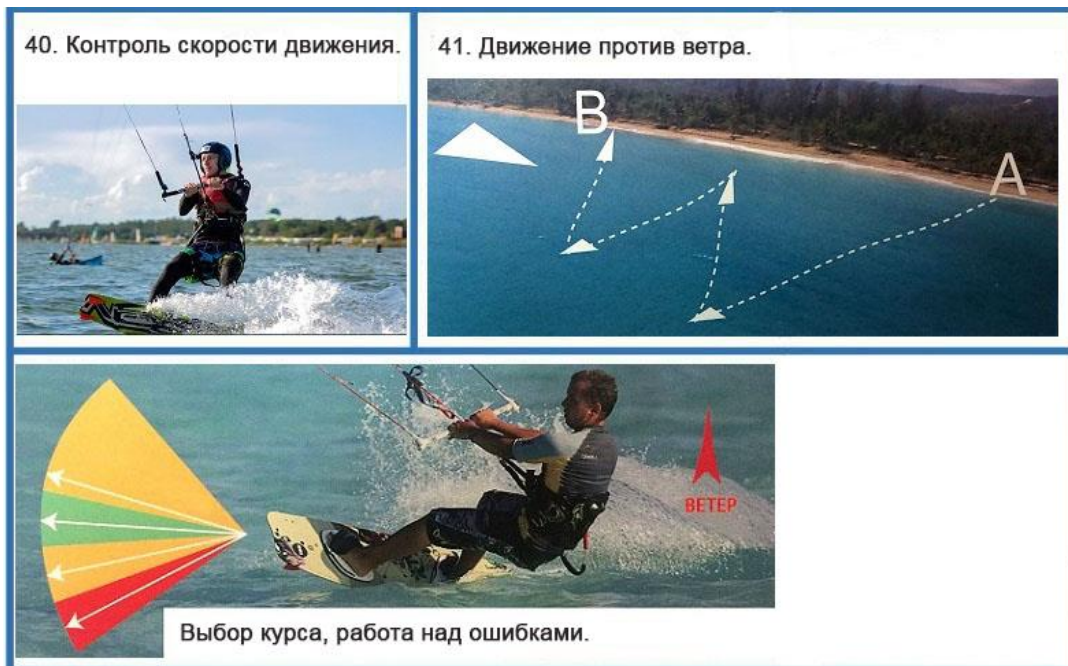 40. Контроль скорости движения.
41. Движение против ветра.
B
A
ВЕТЕР
Выбор курса, работа над ошибками.